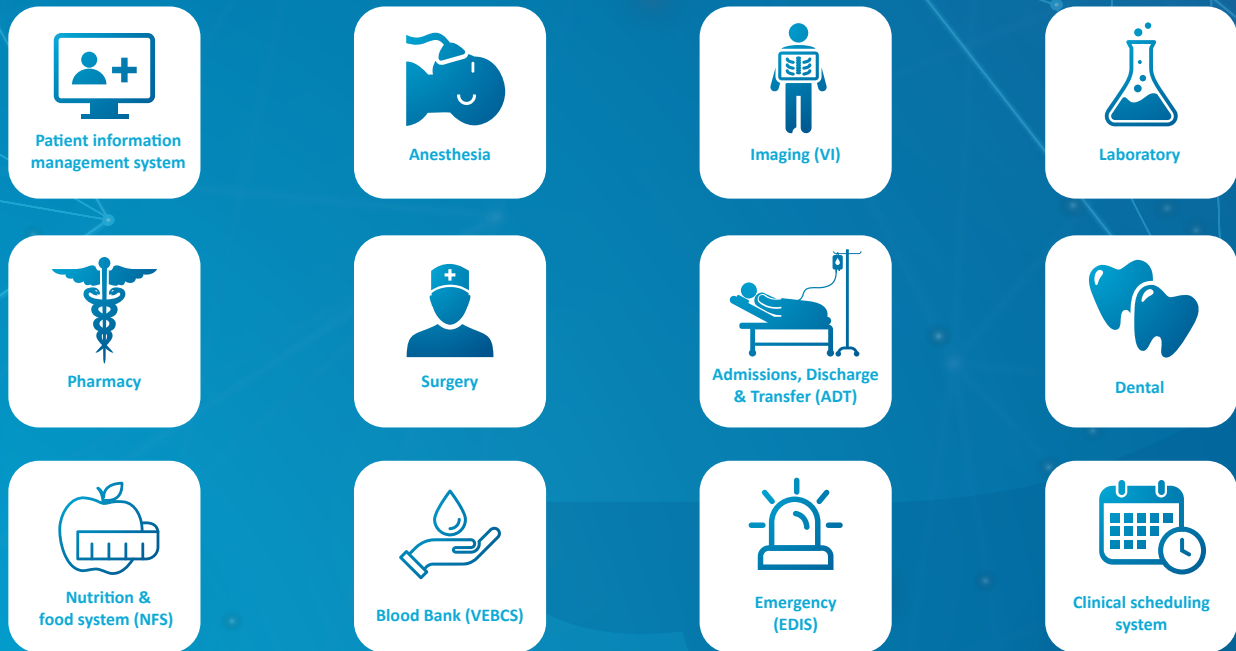 Patient information
management system
Anesthesia
Imaging (VI)
Laboratory
Pharmacy
Surgery
Admissions, Discharge
& Transfer (ADT)
Dental
Nutrition &
food system (NFS)
Blood Bank (VEBCS)
Emergency
(EDIS)
Clinical scheduling
system